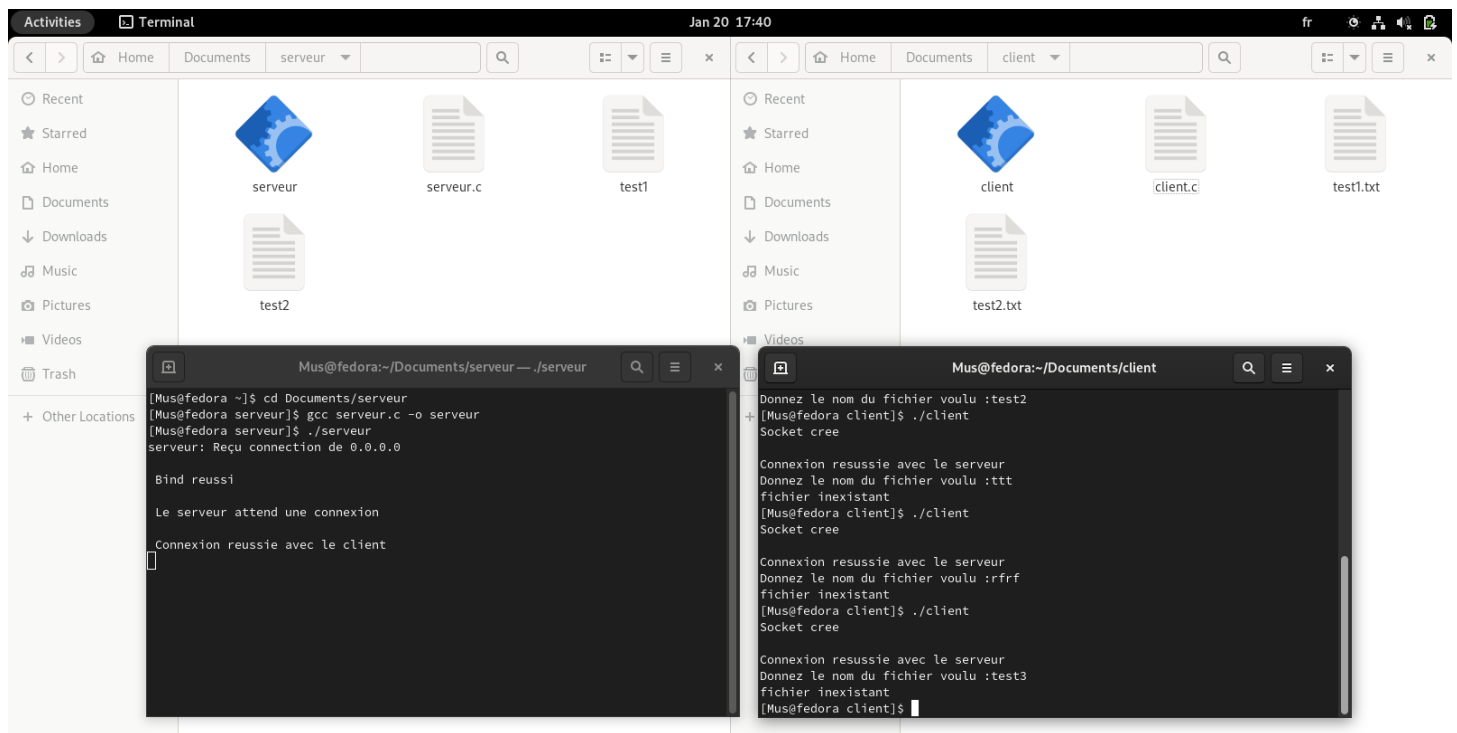 Activities
Terminal
Jan 20 17:40
fr
Home
Documents
serveur
Recent
Starred
Home
Documents
Downloads
Music
Pictures
Videos
Trash
Other Locations
serveur
serveur.c
test1
test2
Home
Documents
client
Recent
Starred
Home
Documents
Downloads
Music
Pictures
Videos
client
client.c
test1.txt
test2.txt
Mus@fedora:~/Documents/serveur — ./serveur
[Mus@fedora ~]$ cd Documents/serveur
[Mus@fedora serveur]$ gcc serveur.c -o serveur
[Mus@fedora serveur]$ ./serveur
serveur: Reçu connection de 0.0.0.0
Bind reussi
Le serveur attend une connexion
Connexion reussie avec le client
Mus@fedora:~/Documents/client
Donnez le nom du fichier voulu :test2
[Mus@fedora client]$ ./client
Socket cree
Connexion resussie avec le serveur
Donnez le nom du fichier voulu :ttt
fichier inexistant
[Mus@fedora client]$ ./client
Socket cree
Connexion resussie avec le serveur
Donnez le nom du fichier voulu :rfrf
fichier inexistant
[Mus@fedora client]$ ./client
Socket cree
Connexion resussie avec le serveur
Donnez le nom du fichier voulu :test3
fichier inexistant
[Mus@fedora client]$